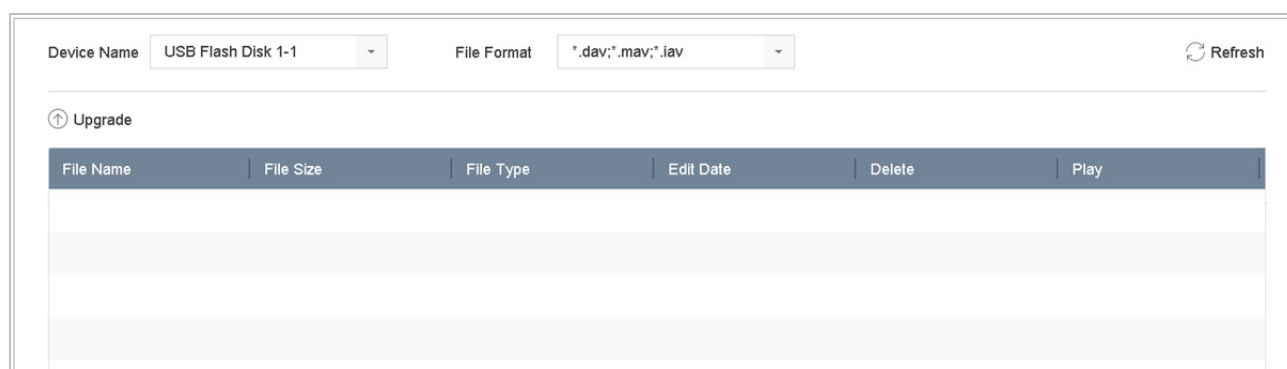 Device Name USB Flash Disk 1-1 File Format *.dav;*.mav;*.iav Refresh
Upgrade
File Name File Size File Type Edit Date Delete Play